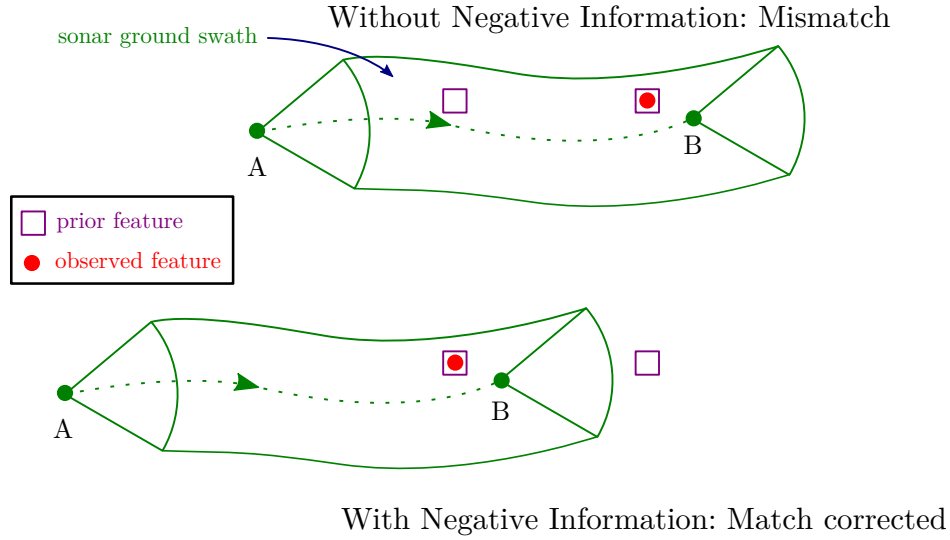 Without Negative Information: Mismatch
sonar ground swath
A
B
prior feature
observed feature
A
B
With Negative Information: Match corrected